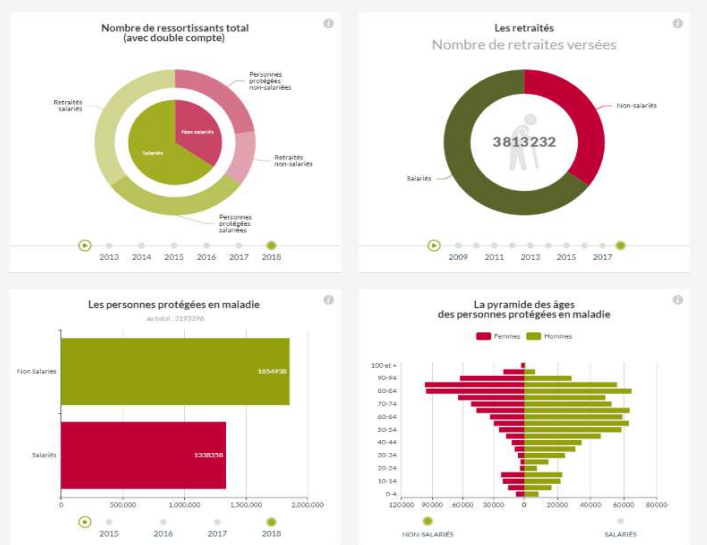 Nombre de ressortissants total
(avec double compte)
Personnes
protégées
non-salariées
Retraités
salariés
Non salariés
Salariés
Retraités
non-salariés
Personnes
protégées
salariées
2013 2014 2015 2016 2017 2018
Les retraités
Nombre de retraites versées
Non-salariés
3813232
Salariés
2009 2011 2013 2015 2017
Les personnes protégées en maladie
au total : 3193296
Non Salariés
1854938
Salariés
1338358
0 500,000 1,000,000 1,500,000 2,000,000
2015 2016 2017 2018
La pyramide des âges
des personnes protégées en maladie
Femmes Hommes
100 et +
90-94
80-84
70-74
60-64
50-54
40-44
30-34
20-24
10-14
0-4
120000 90000 60000 30000 0 20000 40000 60000 80000
NON-SALARIÉS SALARIÉS